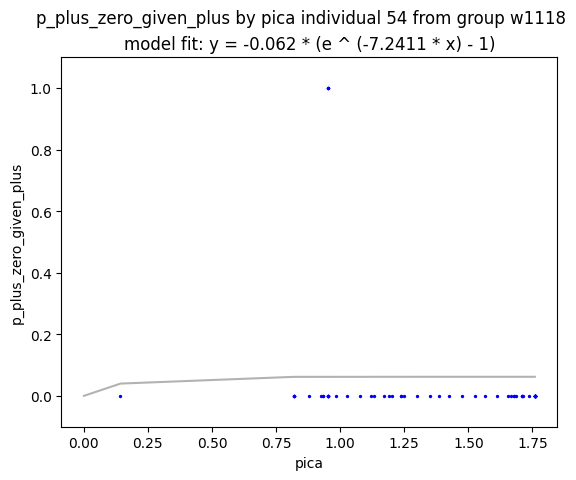 p_plus_zero_given_plus by pica individual 54 from group w1118
model fit: y = -0.062 * (e ^ (-7.2411 * x) - 1)
1.0
0.8
0.6
0.4
0.2
0.0
p_plus_zero_given_plus
0.00 0.25 0.50 0.75 1.00 1.25 1.50 1.75
pica